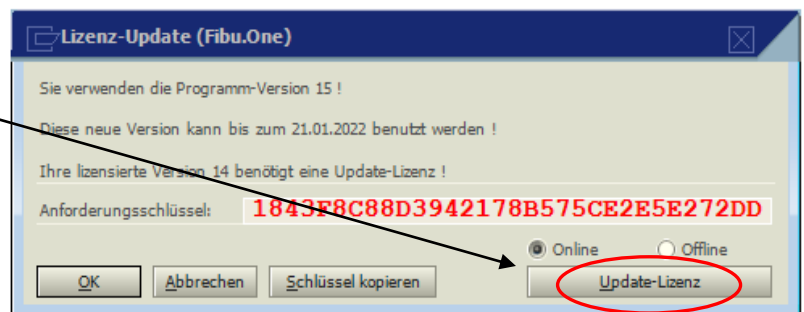 Lizenz-Update (Fibu.One)
Sie verwenden die Programm-Version 15 !
Diese neue Version kann bis zum 21.01.2022 benutzt werden !
Ihre lizensierte Version 14 benötigt eine Update-Lizenz !
Anforderungsschlüssel: 1843F8C88D3942178B575CE2E5E272DD
Online Offline
OK Abbrechen Schlüssel kopieren Update-Lizenz